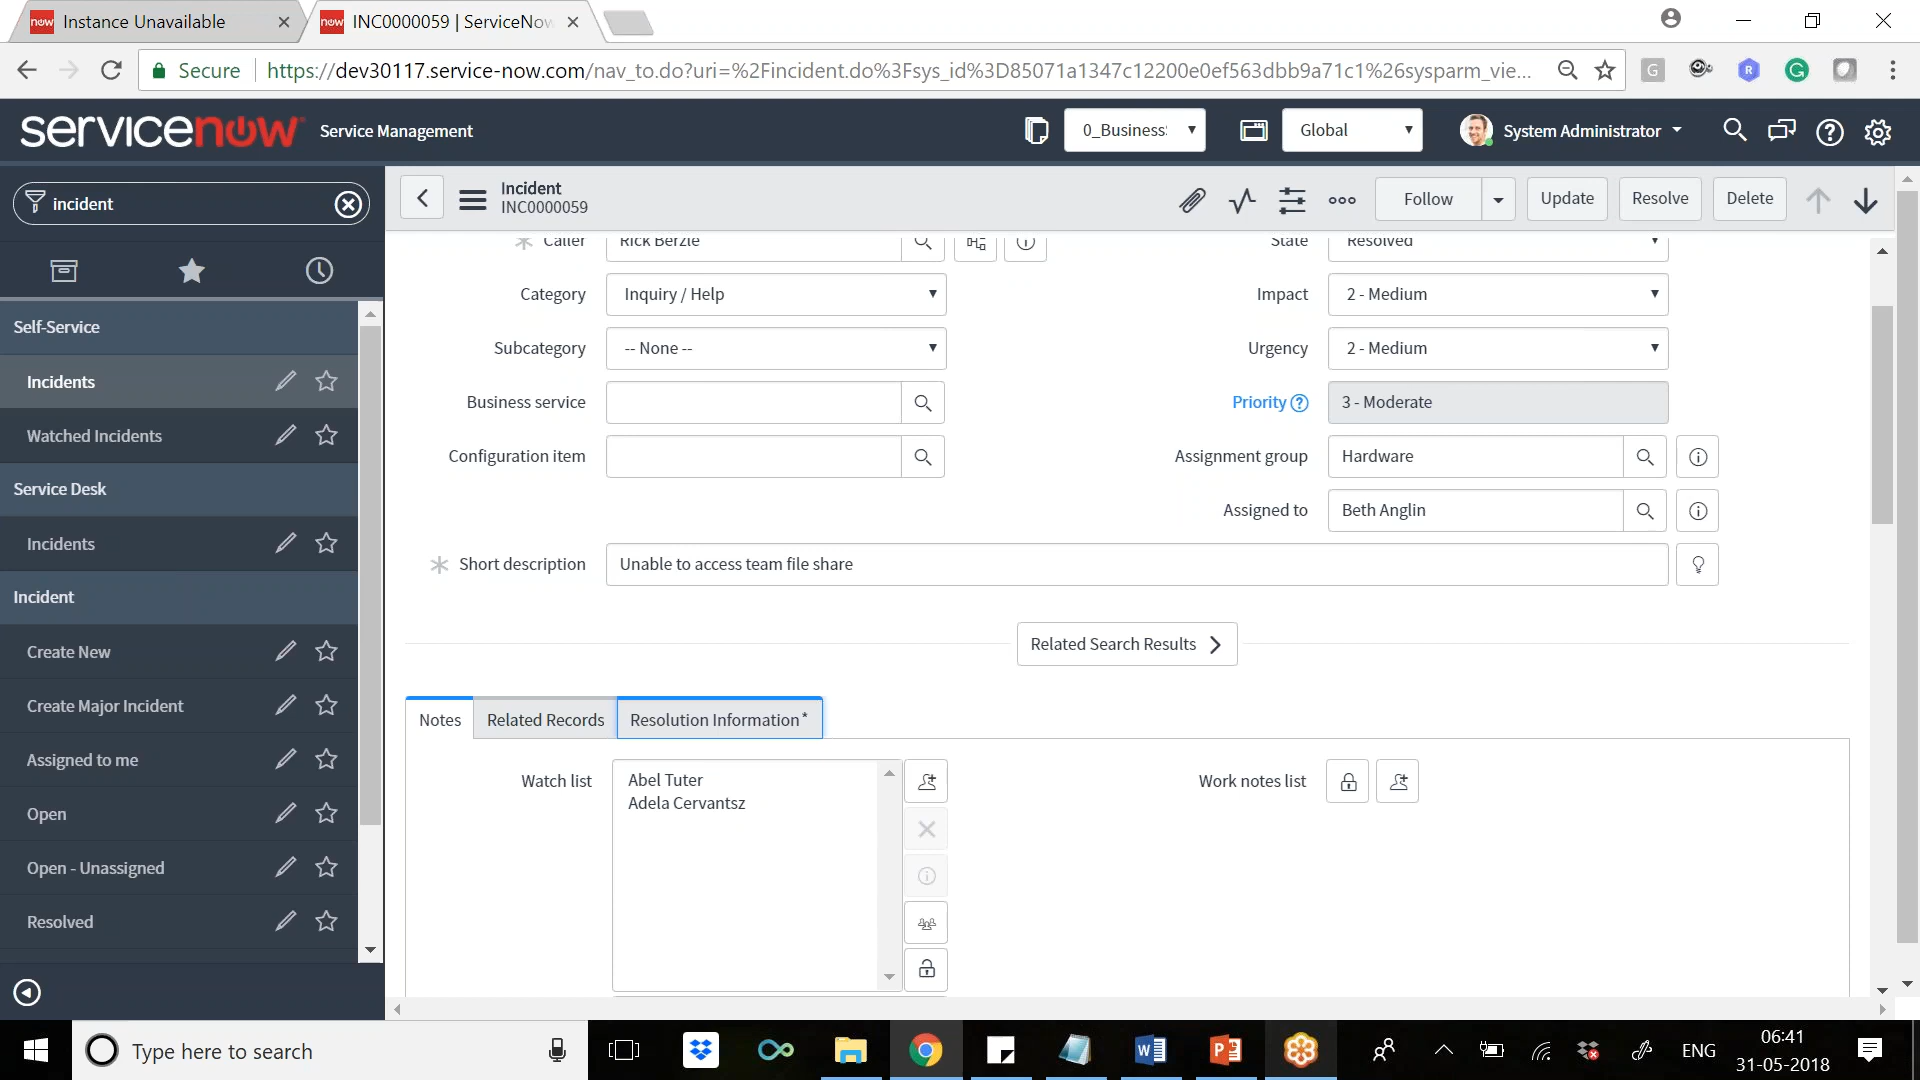 now Instance Unavailable
now INC0000059 | ServiceNow
Secure https://dev30117.service-now.com/nav_to.do?uri=%2Fincident.do%3Fsys_id%3D85071a1347c12200e0ef563dbb9a71c1%26sysparm_vie...
servicenow Service Management
0_Business
Global
System Administrator
incident
Incident
INC0000059
Follow
Update
Resolve
Delete
Self-Service
Incidents
Watched Incidents
Service Desk
Incidents
Incident
Create New
Create Major Incident
Assigned to me
Open
Open - Unassigned
Resolved
Caller Rick Berzle
State Resolved
Category Inquiry / Help
Impact 2 - Medium
Subcategory -- None --
Urgency 2 - Medium
Business service
Priority 3 - Moderate
Configuration item
Assignment group Hardware
Assigned to Beth Anglin
Short description Unable to access team file share
Related Search Results
Notes
Related Records
Resolution Information*
Watch list
Abel Tuter
Adela Cervantsz
Work notes list
Type here to search
ENG
06:41
31-05-2018